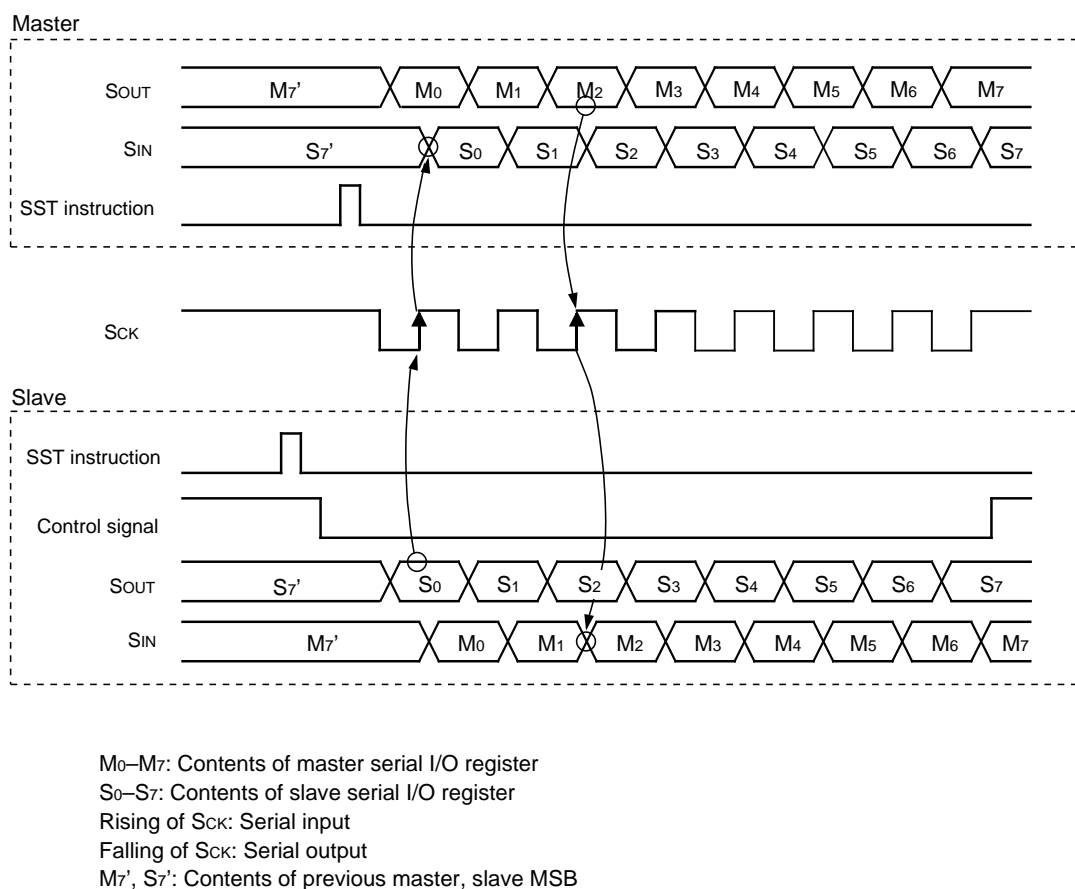 Master
SOUT M7' M0 M1 M2 M3 M4 M5 M6 M7
SIN S7' S0 S1 S2 S3 S4 S5 S6 S7
SST instruction
SCK
Slave
SST instruction
Control signal
SOUT S7' S0 S1 S2 S3 S4 S5 S6 S7
SIN M7' M0 M1 M2 M3 M4 M5 M6 M7
M0–M7: Contents of master serial I/O register
S0–S7: Contents of slave serial I/O register
Rising of SCK: Serial input
Falling of SCK: Serial output
M7', S7': Contents of previous master, slave MSB